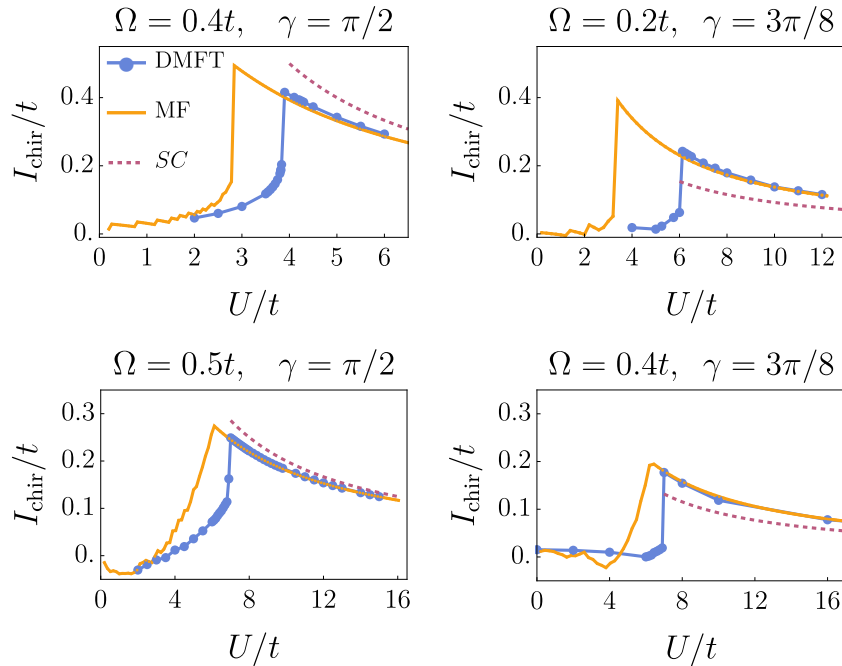 Ω = 0.4t, γ = π/2
I_chir/t
0.4
0.2
0.
DMFT
MF
SC
0 1 2 3 4 5 6
U/t
Ω = 0.2t, γ = 3π/8
I_chir/t
0.4
0.2
0.
0 2 4 6 8 10 12
U/t
Ω = 0.5t, γ = π/2
I_chir/t
0.3
0.2
0.1
0.
0 4 8 12 16
U/t
Ω = 0.4t, γ = 3π/8
I_chir/t
0.3
0.2
0.1
0.
0 4 8 12 16
U/t